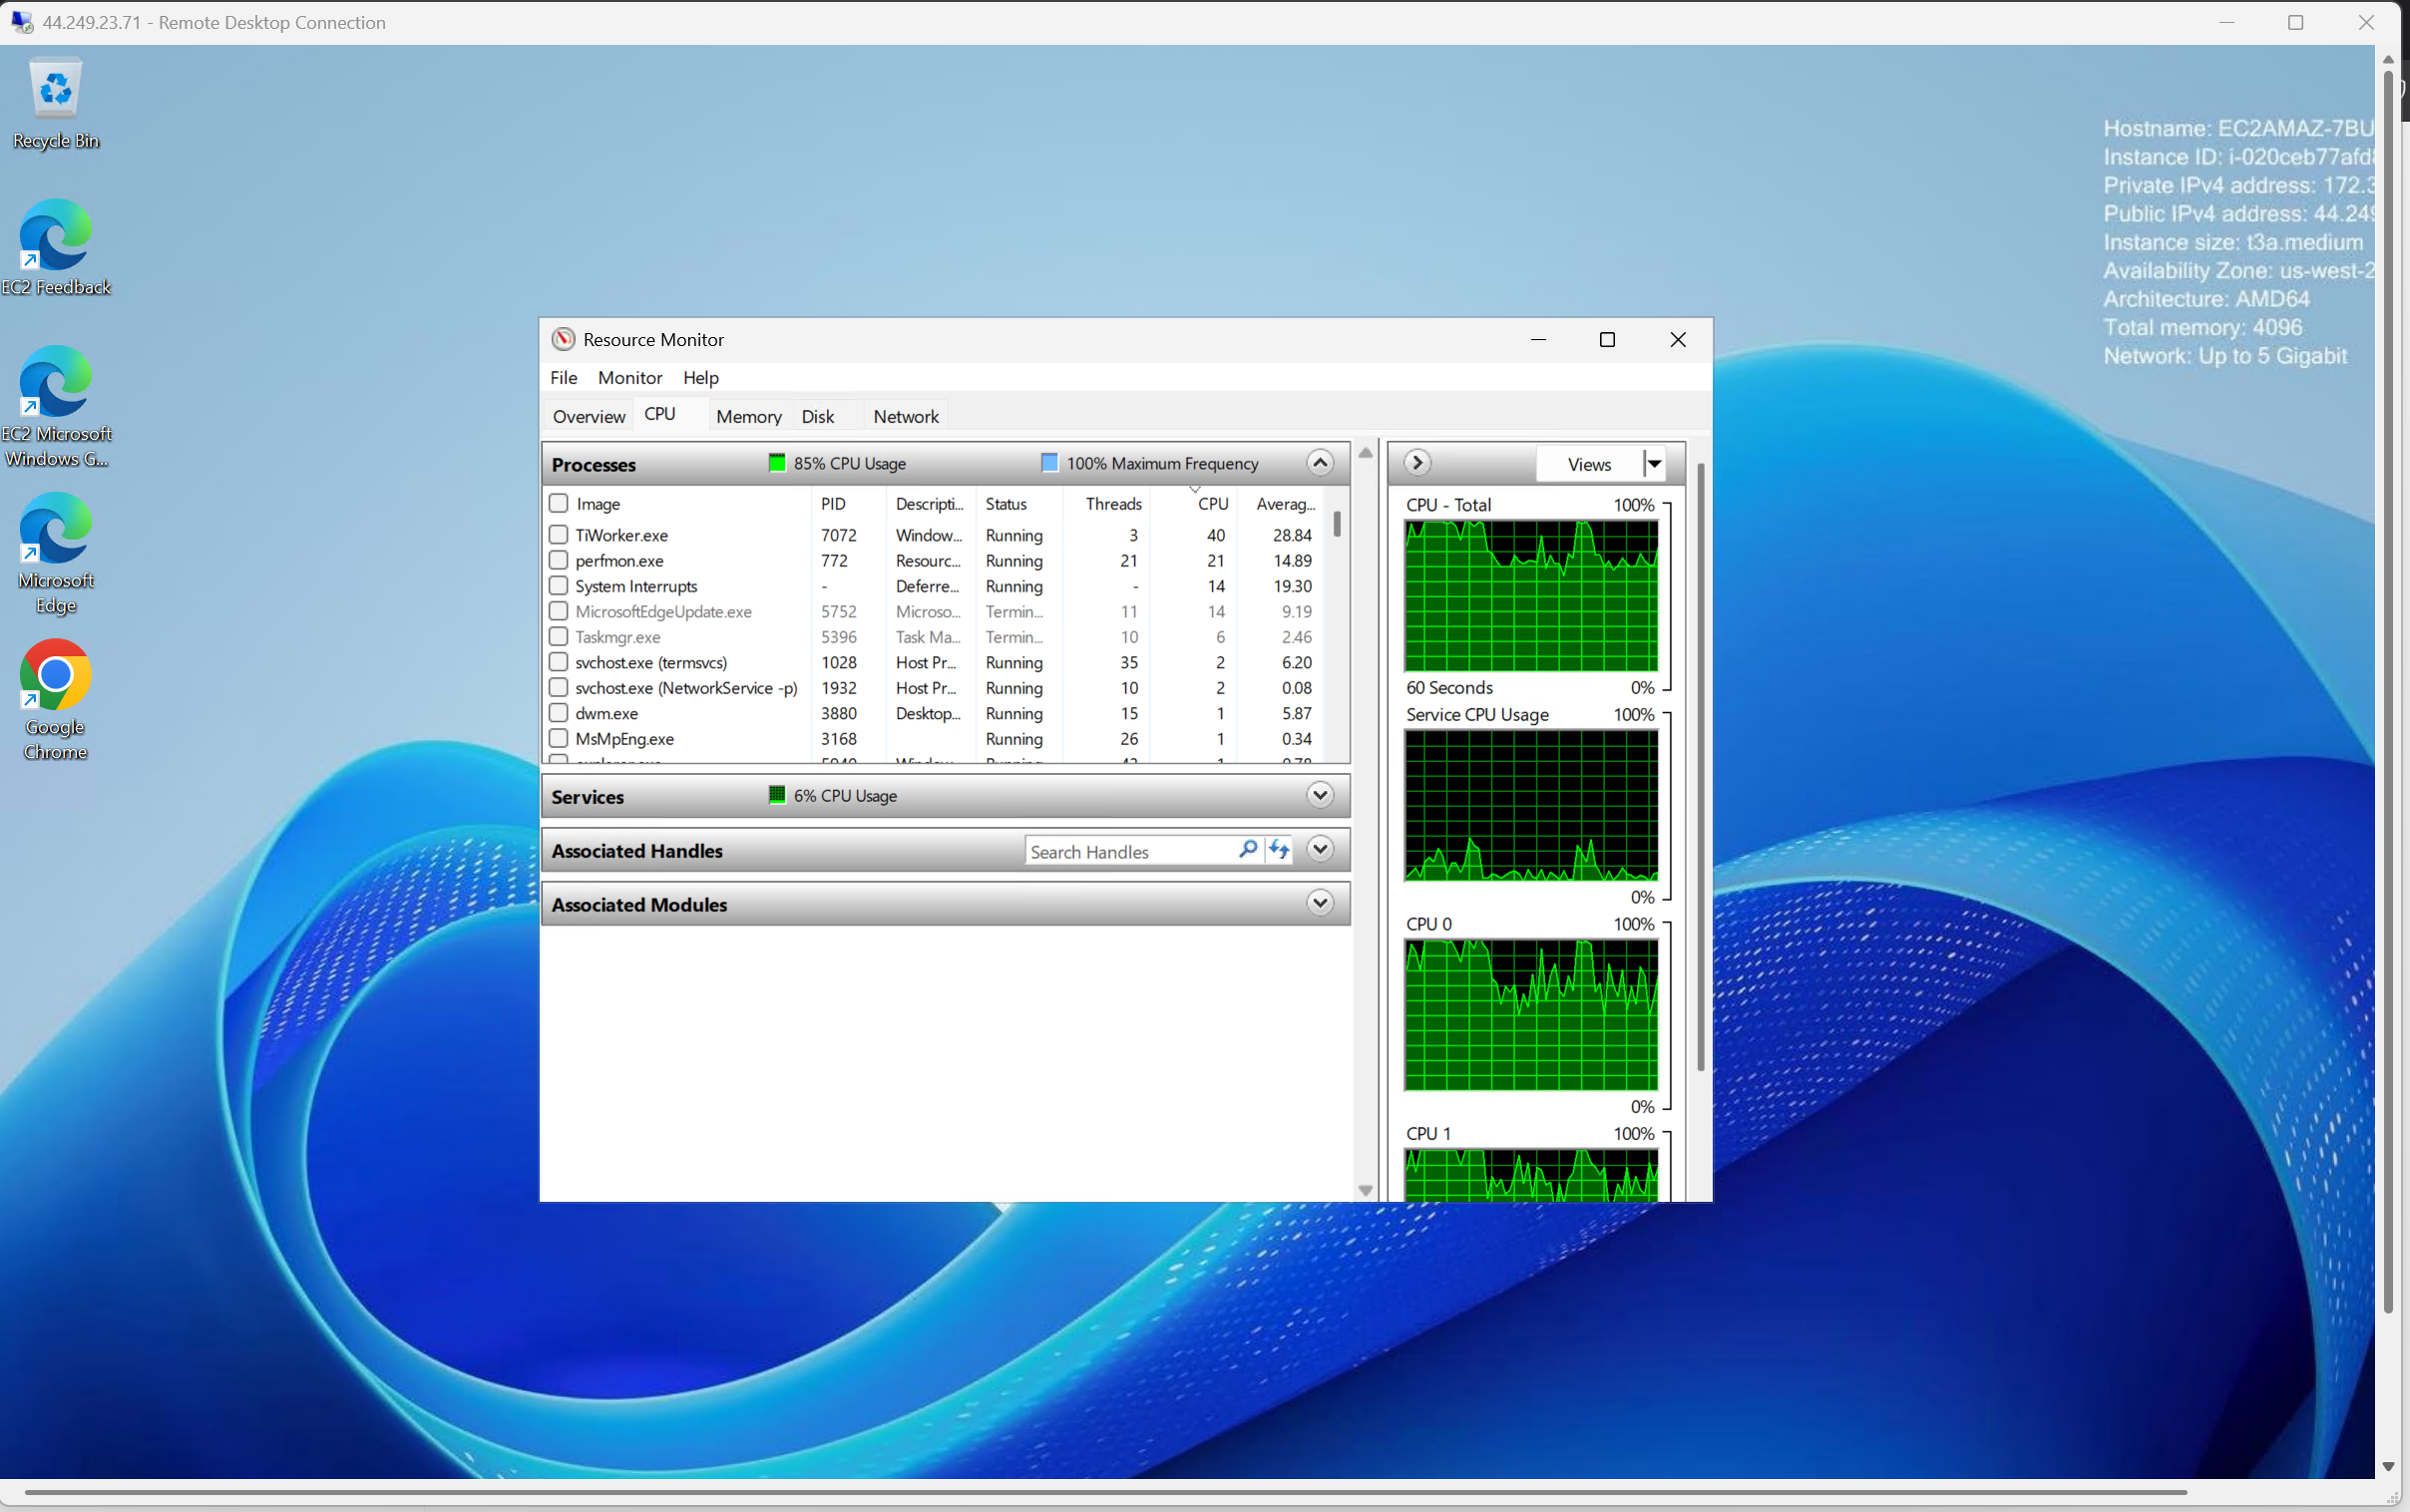 44.249.23.71 - Remote Desktop Connection
Recycle Bin
EC2 Feedback
EC2 Microsoft
Windows G...
Microsoft
Edge
Google
Chrome
Hostname: EC2AMAZ-7BU
Instance ID: i-020ceb77afd
Private IPv4 address: 172.3
Public IPv4 address: 44.249
Instance size: t3a.medium
Availability Zone: us-west-2
Architecture: AMD64
Total memory: 4096
Network: Up to 5 Gigabit
Resource Monitor
File Monitor Help
Overview CPU Memory Disk Network
Processes 85% CPU Usage 100% Maximum Frequency
Image PID Descripti... Status Threads CPU Averag...
TiWorker.exe 7072 Window... Running 3 40 28.84
perfmon.exe 772 Resourc... Running 21 21 14.89
System Interrupts - Deferre... Running - 14 19.30
MicrosoftEdgeUpdate.exe 5752 Microso... Termin... 11 14 9.19
Taskmgr.exe 5396 Task Ma... Termin... 10 6 2.46
svchost.exe (termsvcs) 1028 Host Pr... Running 35 2 6.20
svchost.exe (NetworkService -p) 1932 Host Pr... Running 10 2 0.08
dwm.exe 3880 Desktop... Running 15 1 5.87
MsMpEng.exe 3168 Running 26 1 0.34
Services 6% CPU Usage
Associated Handles Search Handles
Associated Modules
Views
CPU - Total 100%
60 Seconds 0%
Service CPU Usage 100%
0%
CPU 0 100%
0%
CPU 1 100%